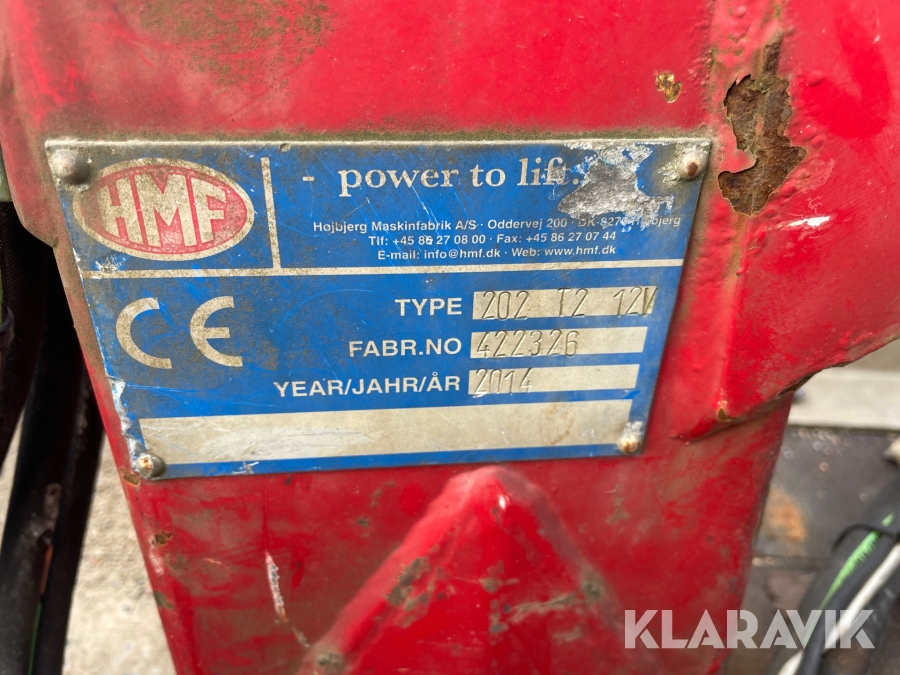 HMF
- power to lift.
Højbjerg Maskinfabrik A/S · Oddervej 200 · DK-8270 Højbjerg
Tlf: +45 86 27 08 00 · Fax: +45 86 27 07 44
E-mail: info@hmf.dk · Web: www.hmf.dk
CE
TYPE 202 T2 12V
FABR.NO 422326
YEAR/JAHR/ÅR 2014
KLARAVIK